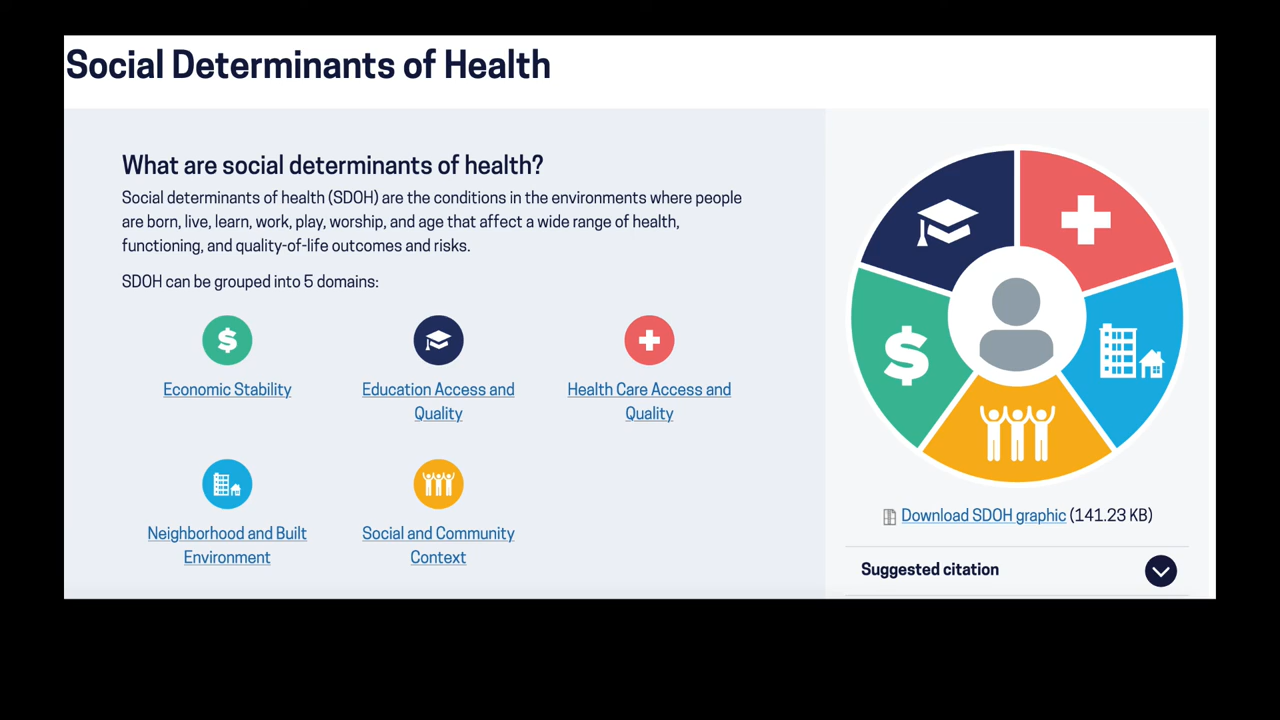 Social Determinants of Health
What are social determinants of health?
Social determinants of health (SDOH) are the conditions in the environments where people
are born, live, learn, work, play, worship, and age that affect a wide range of health,
functioning, and quality-of-life outcomes and risks.
SDOH can be grouped into 5 domains:
$
Economic Stability
Education Access and
Quality
Health Care Access and
Quality
Neighborhood and Built
Environment
Social and Community
Context
$
Download SDOH graphic (141.23 KB)
Suggested citation